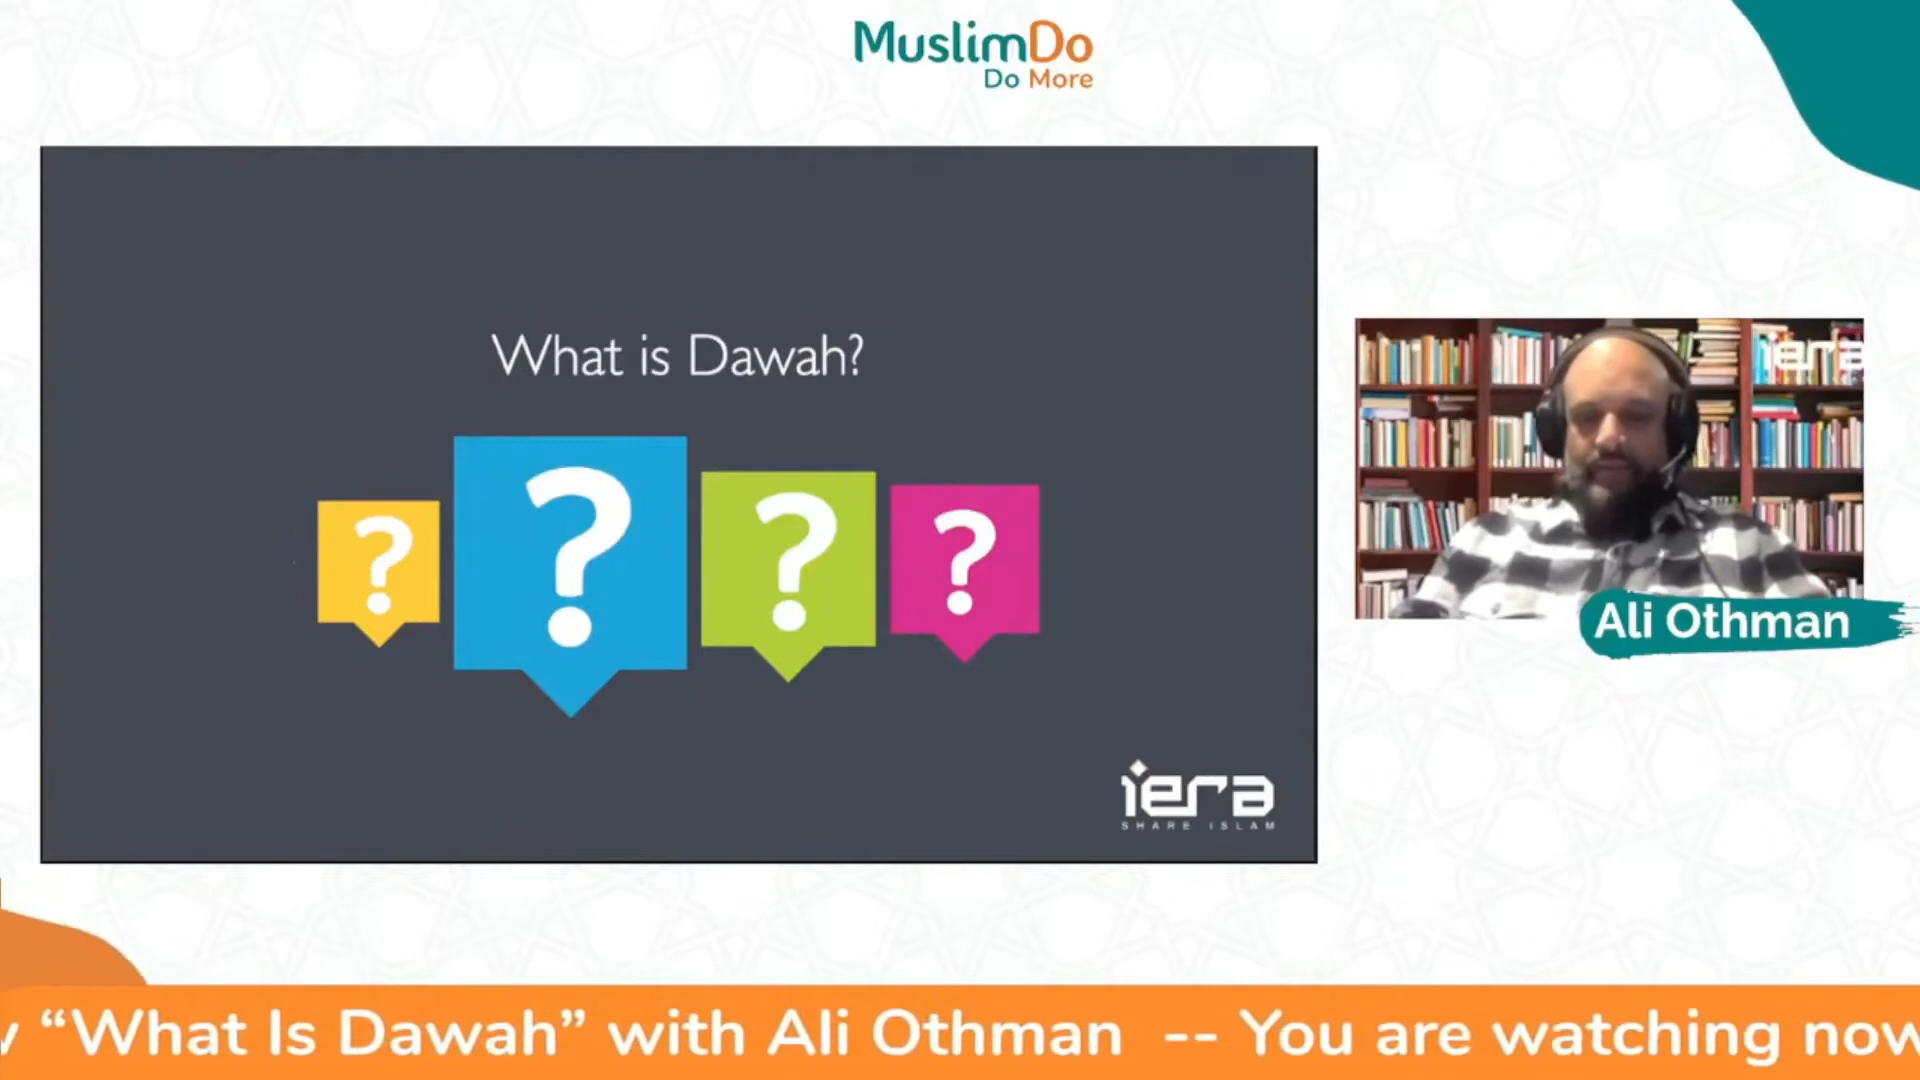 MuslimDo
Do More
What is Dawah?
? ? ? ?
iera
SHARE ISLAM
iera
Ali Othman
“What Is Dawah” with Ali Othman -- You are watching now